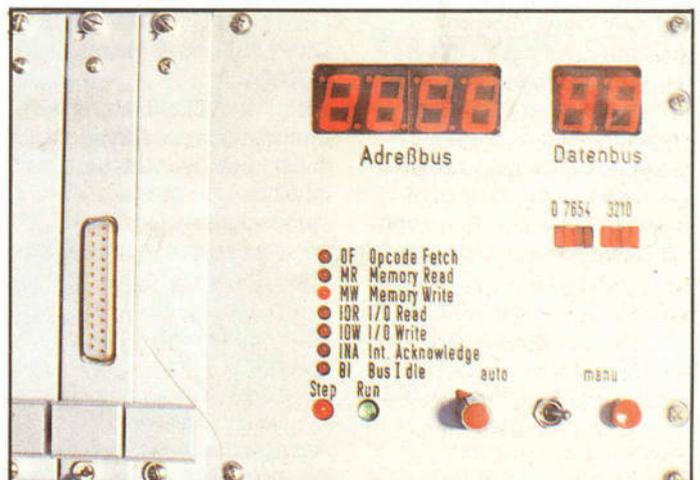 Adreßbus
Datenbus
0 7654 3210
OF Opcode Fetch
MR Memory Read
MW Memory Write
IOR I/O Read
IOW I/O Write
INA Int. Acknowledge
BI Bus Idle
Step Run
auto
manu